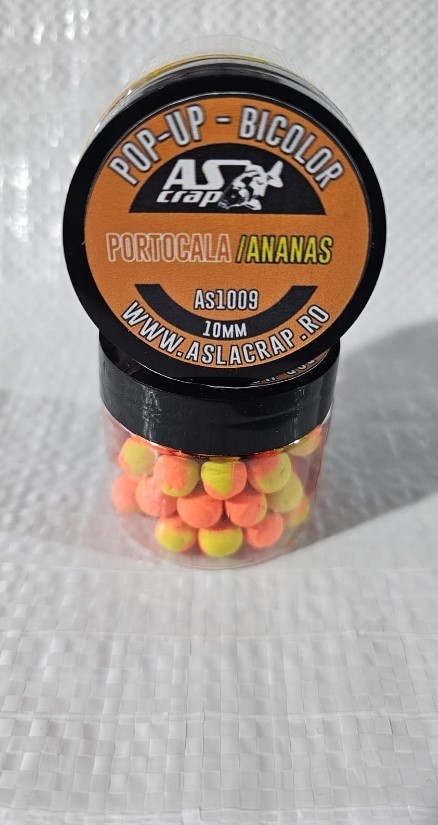 POP-UP - BICOLOR
AS
crap
PORTOCALA /ANANAS
AS1009
10MM
WWW.ASLACRAP.RO